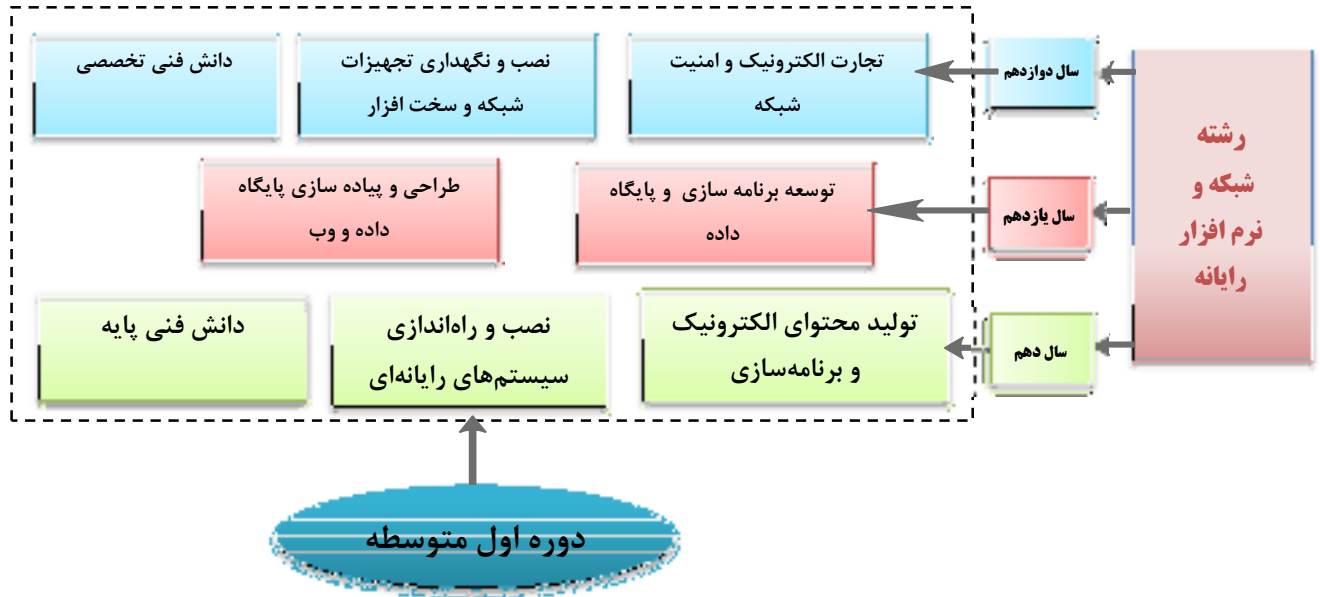 رشته
شبکه و
نرم افزار
رایانه
سال دوازدهم
تجارت الکترونیک و امنیت
شبکه
نصب و نگهداری تجهیزات
شبکه و سخت افزار
دانش فنی تخصصی
سال یازدهم
توسعه برنامه سازی و پایگاه
داده
طراحی و پیاده سازی پایگاه
داده و وب
سال دهم
تولید محتوای الکترونیک
و برنامه‌سازی
نصب و راه‌اندازی
سیستم‌های رایانه‌ای
دانش فنی پایه
دوره اول متوسطه